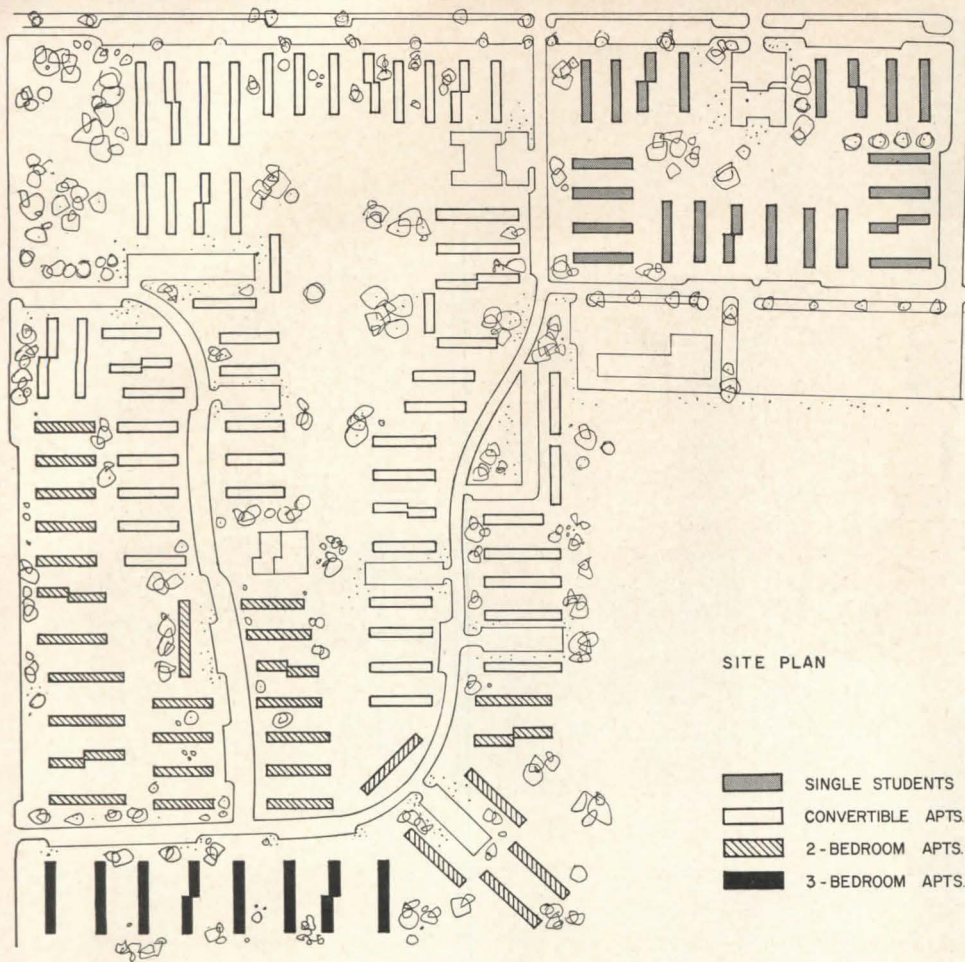 SITE PLAN
SINGLE STUDENTS
CONVERTIBLE APTS.
2-BEDROOM APTS.
3-BEDROOM APTS.